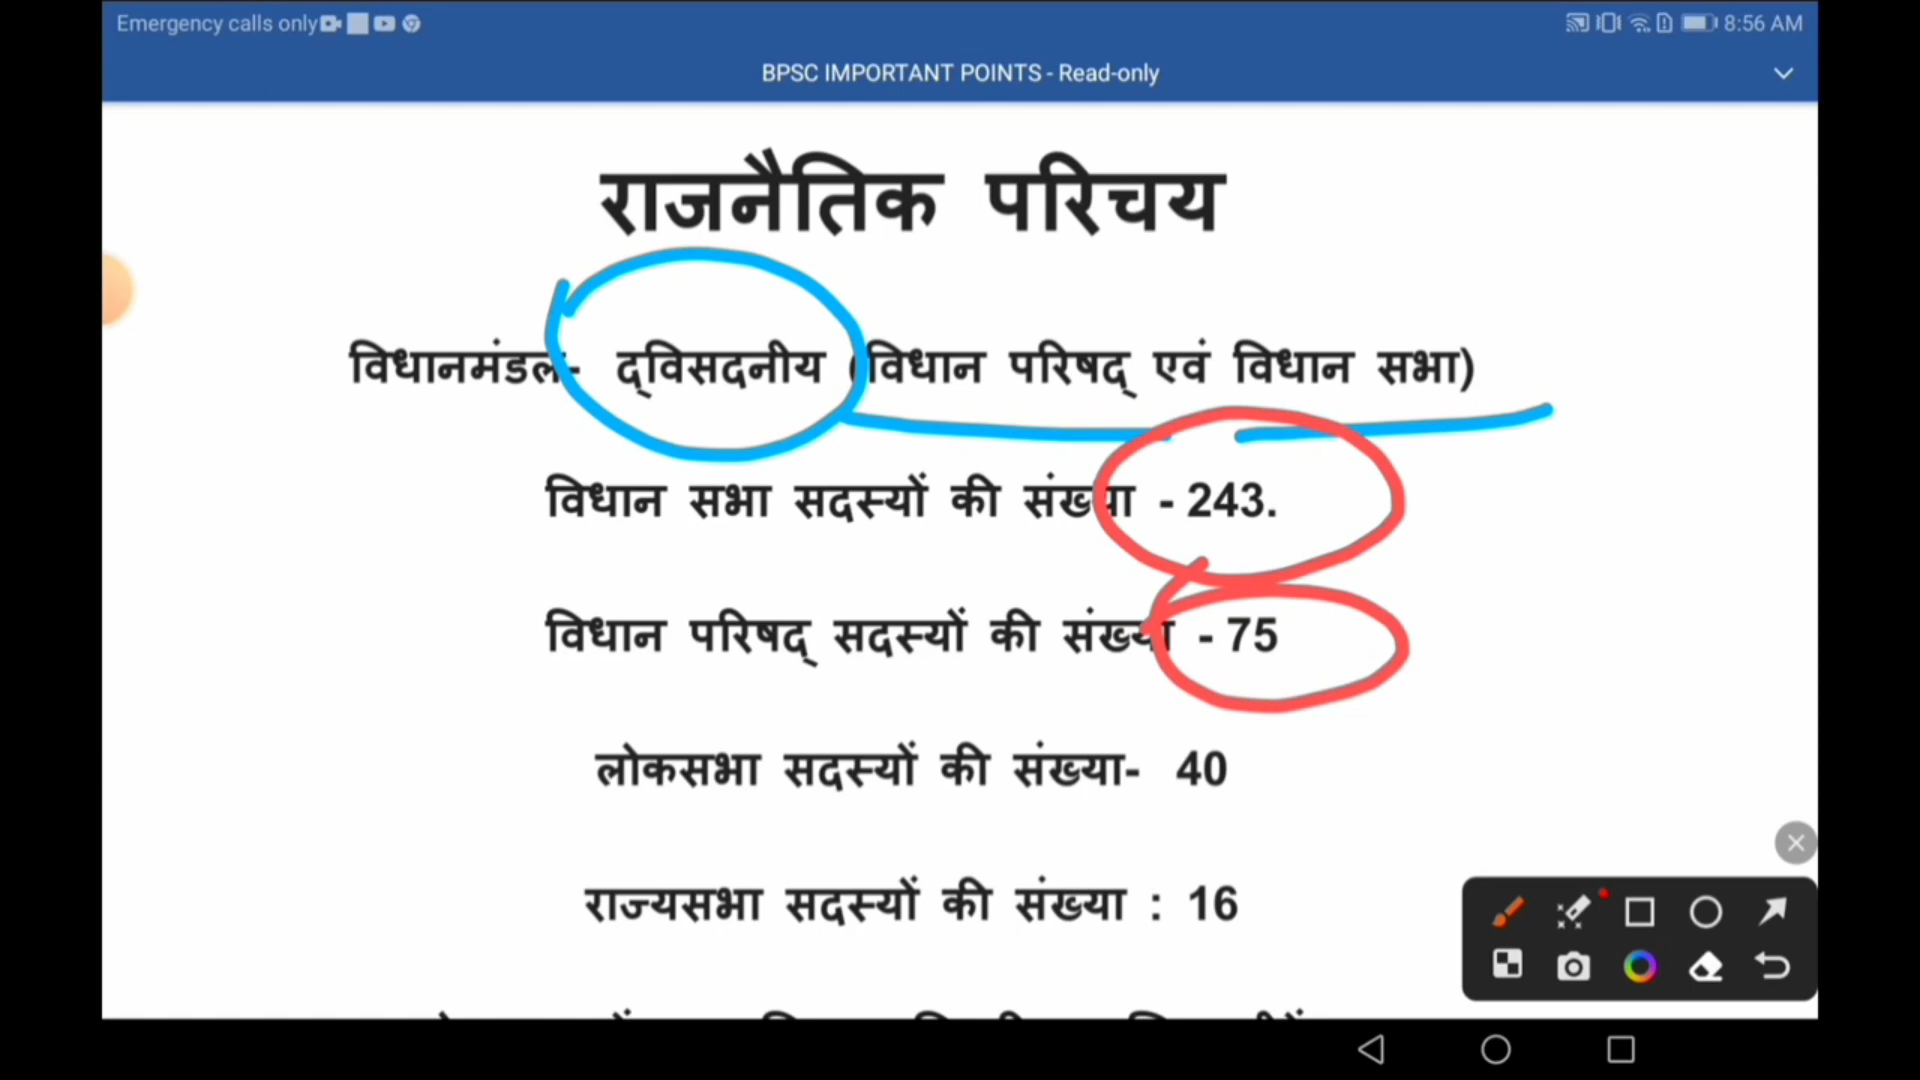 Emergency calls only
8:56 AM
BPSC IMPORTANT POINTS - Read-only
राजनैतिक परिचय
विधानमंडल- द्विसदनीय (विधान परिषद् एवं विधान सभा)
विधान सभा सदस्यों की संख्या - 243.
विधान परिषद् सदस्यों की संख्या - 75
लोकसभा सदस्यों की संख्या- 40
राज्यसभा सदस्यों की संख्या : 16